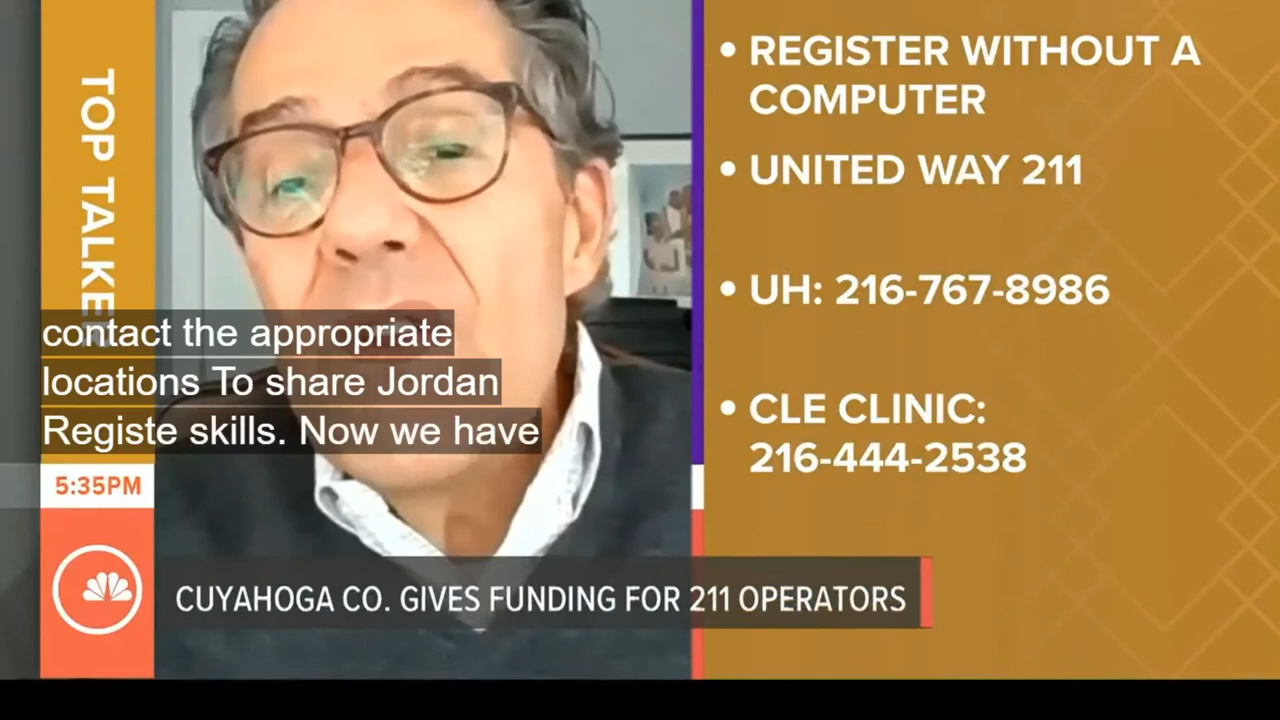 TOP TALKER
contact the appropriate
locations To share Jordan
Registe skills. Now we have
5:35PM
CUYAHOGA CO. GIVES FUNDING FOR 211 OPERATORS
• REGISTER WITHOUT A
COMPUTER
• UNITED WAY 211
• UH: 216-767-8986
• CLE CLINIC:
216-444-2538